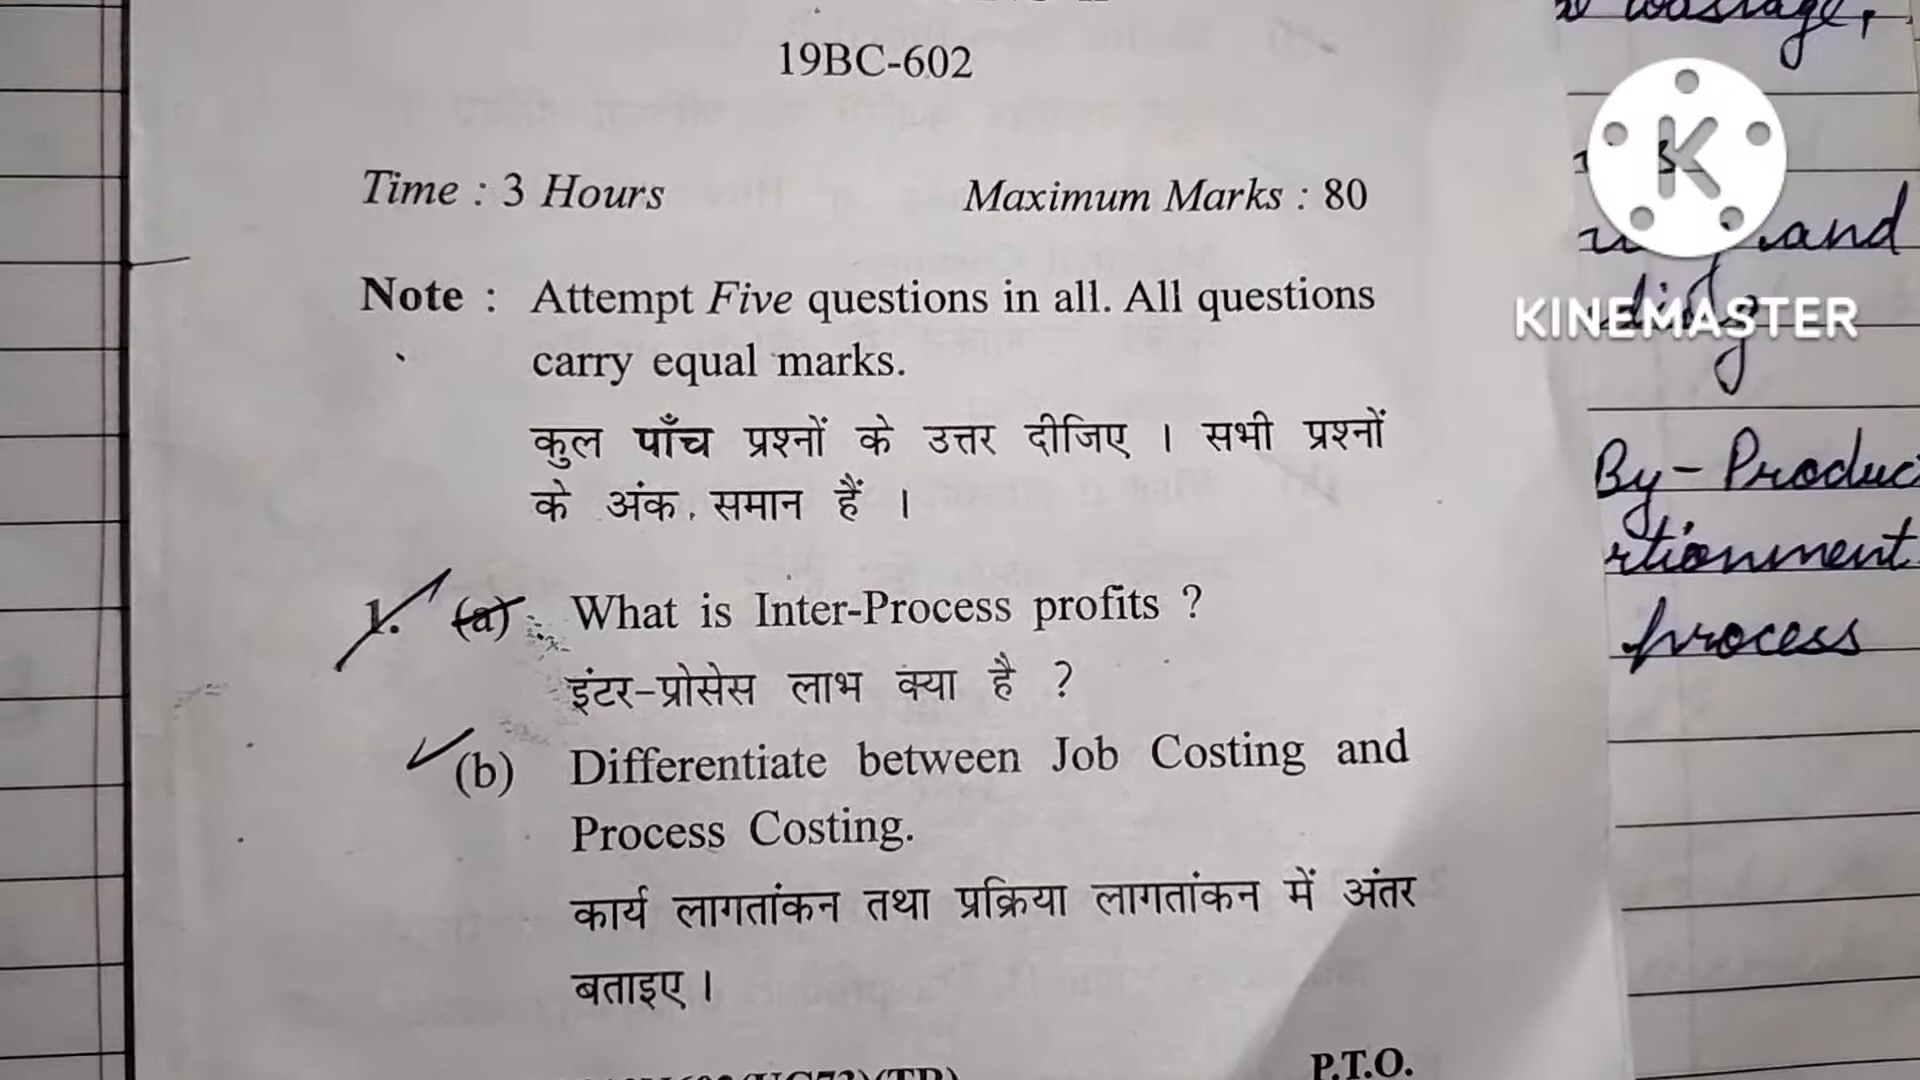 19BC-602
Time : 3 Hours Maximum Marks : 80
Note : Attempt Five questions in all. All questions
carry equal marks.
कुल पाँच प्रश्नों के उत्तर दीजिए । सभी प्रश्नों
के अंक समान हैं ।
1. (a) What is Inter-Process profits ?
इंटर-प्रोसेस लाभ क्या है ?
(b) Differentiate between Job Costing and
Process Costing.
कार्य लागतांकन तथा प्रक्रिया लागतांकन में अंतर
बताइए ।
P.T.O.
wastage,
K
and
KINEMASTER
By-Produc
rtionment
process